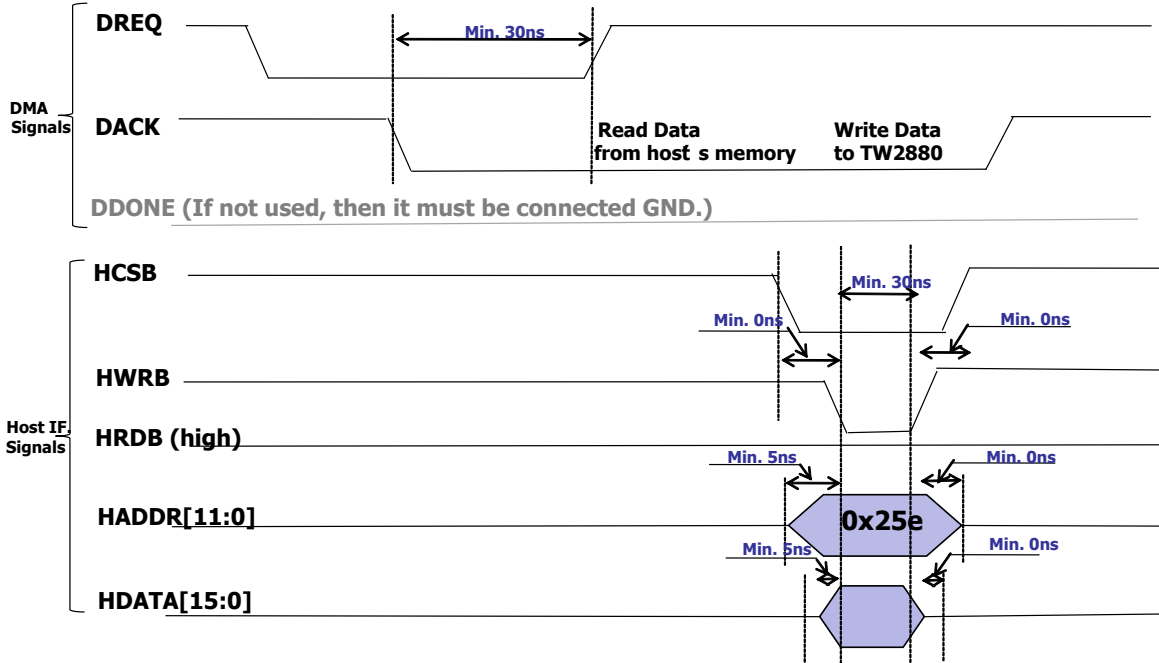 DREQ
Min. 30ns
DMA
Signals
DACK
Read Data
from host s memory
Write Data
to TW2880
DDONE (If not used, then it must be connected GND.)
HCSB
Min. 30ns
Min. 0ns
Min. 0ns
HWRB
Host IF.
Signals
HRDB (high)
Min. 5ns
Min. 0ns
HADDR[11:0]
0x25e
Min. 5ns
Min. 0ns
HDATA[15:0]